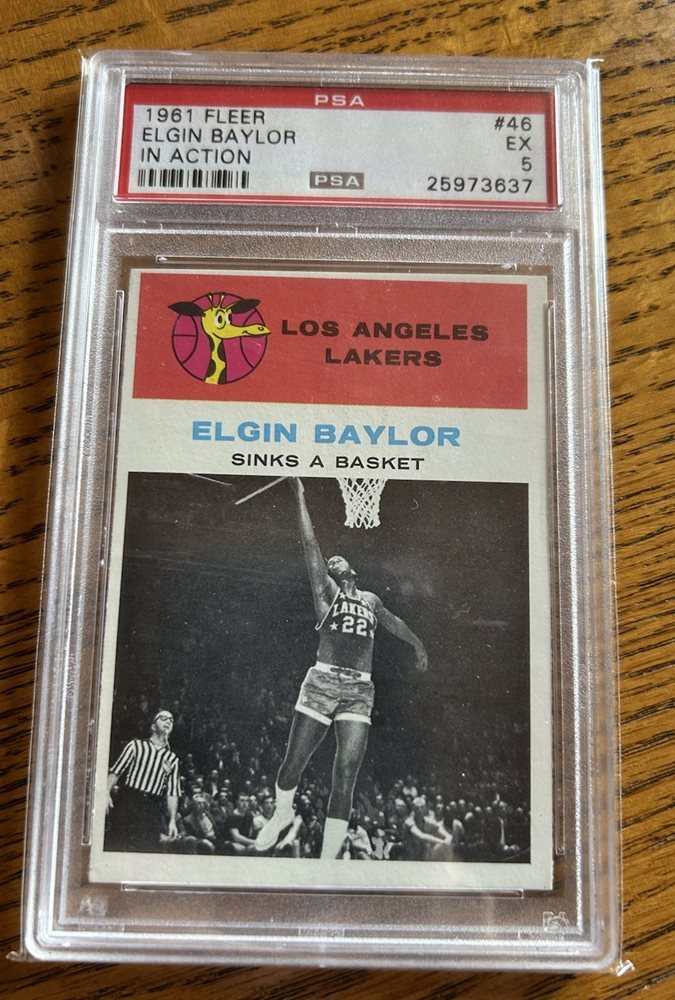 PSA
1961 FLEER #46
ELGIN BAYLOR EX
IN ACTION 5
PSA 25973637
LOS ANGELES
LAKERS
ELGIN BAYLOR
SINKS A BASKET
LAKERS
22